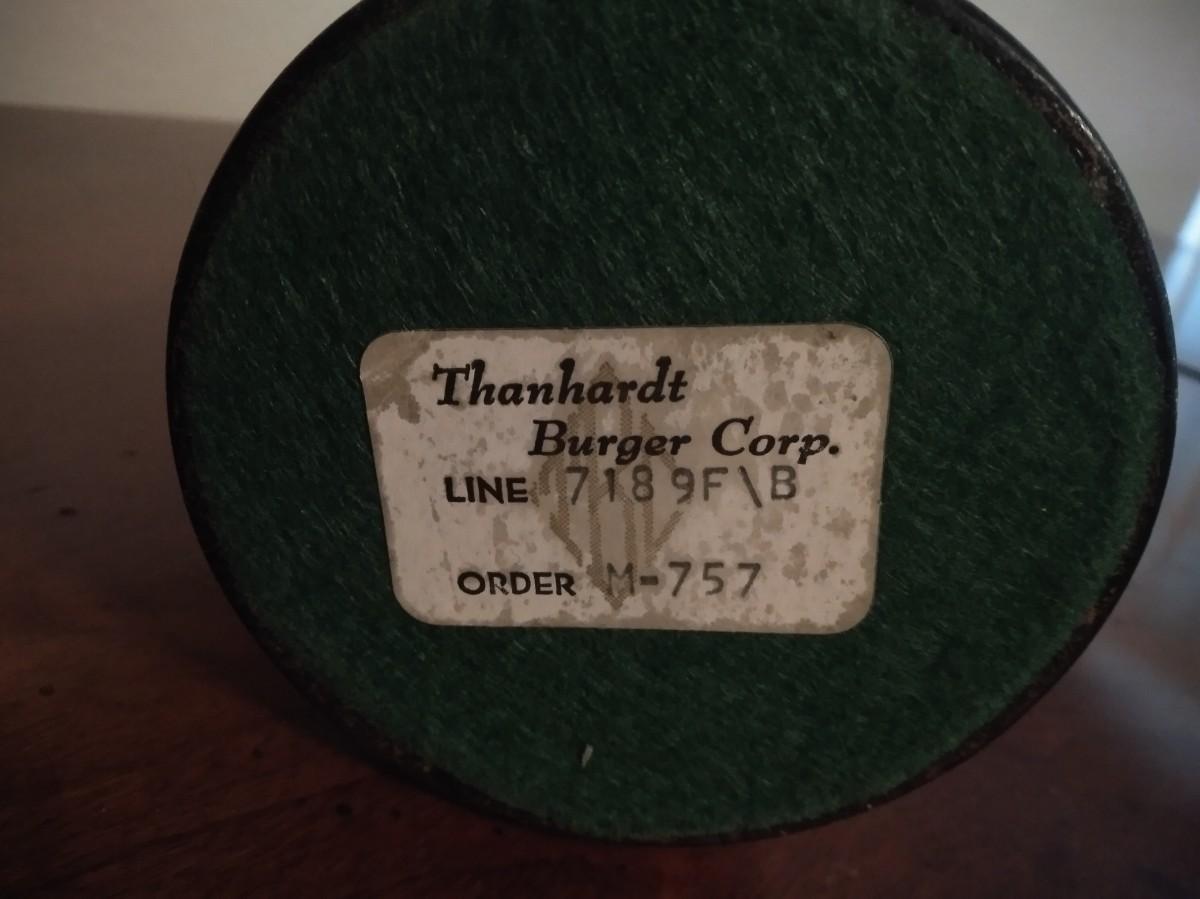 Thanhardt
Burger Corp.
LINE 7189F\B
ORDER M-757